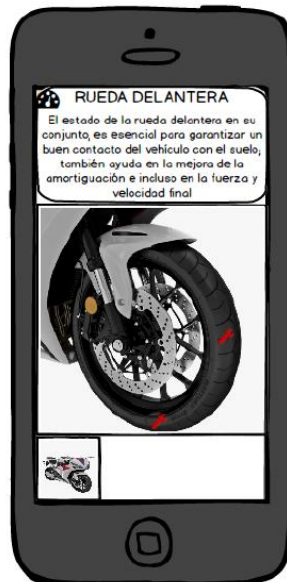 RUEDA DELANTERA
El estado de la rueda delantera en su
conjunto, es esencial para garantizar un
buen contacto del vehículo con el suelo;
también ayuda en la mejora de la
amortiguación e incluso en la fuerza y
velocidad final